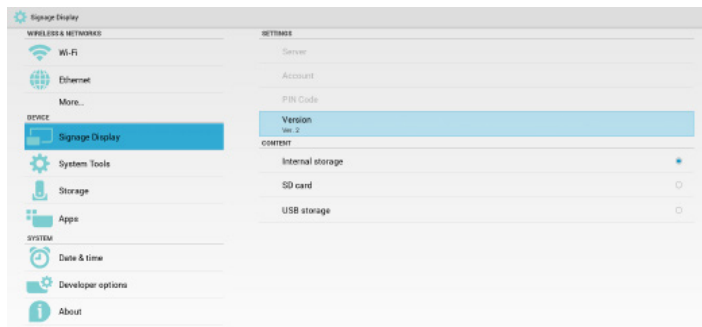 Signage Display
WIRELESS & NETWORKS
Wi-Fi
Ethernet
More...
DEVICE
Signage Display
System Tools
Storage
Apps
SYSTEM
Date & time
Developer options
About
SETTINGS
Server
Account
PIN Code
Version
Ver. 2
CONTENT
Internal storage
SD card
USB storage